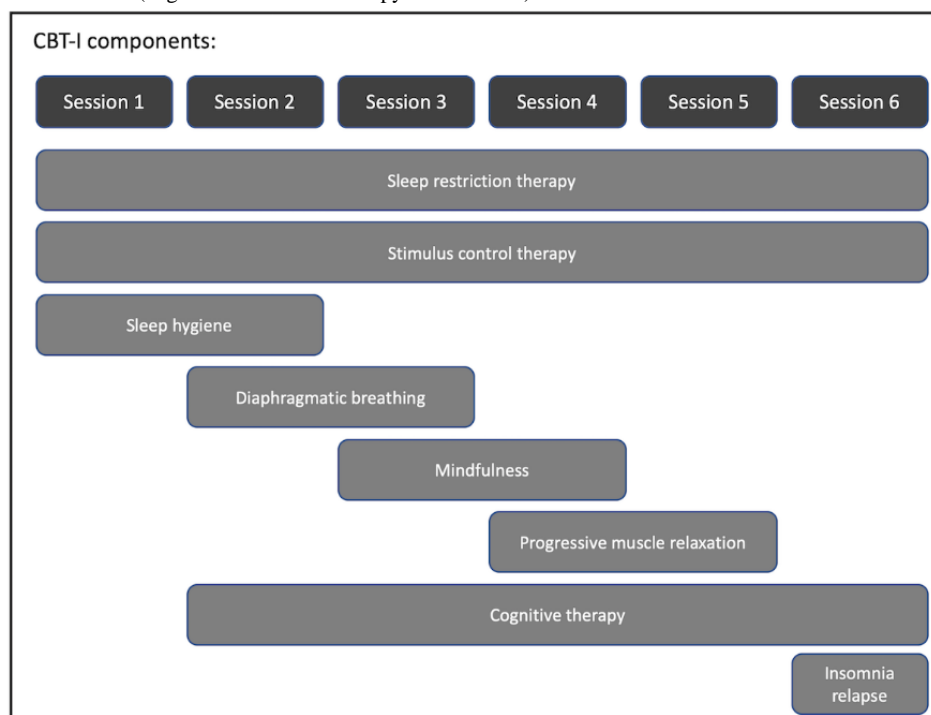 CBT-I components:
Session 1 Session 2 Session 3 Session 4 Session 5 Session 6
Sleep restriction therapy
Stimulus control therapy
Sleep hygiene
Diaphragmatic breathing
Mindfulness
Progressive muscle relaxation
Cognitive therapy
Insomnia
relapse